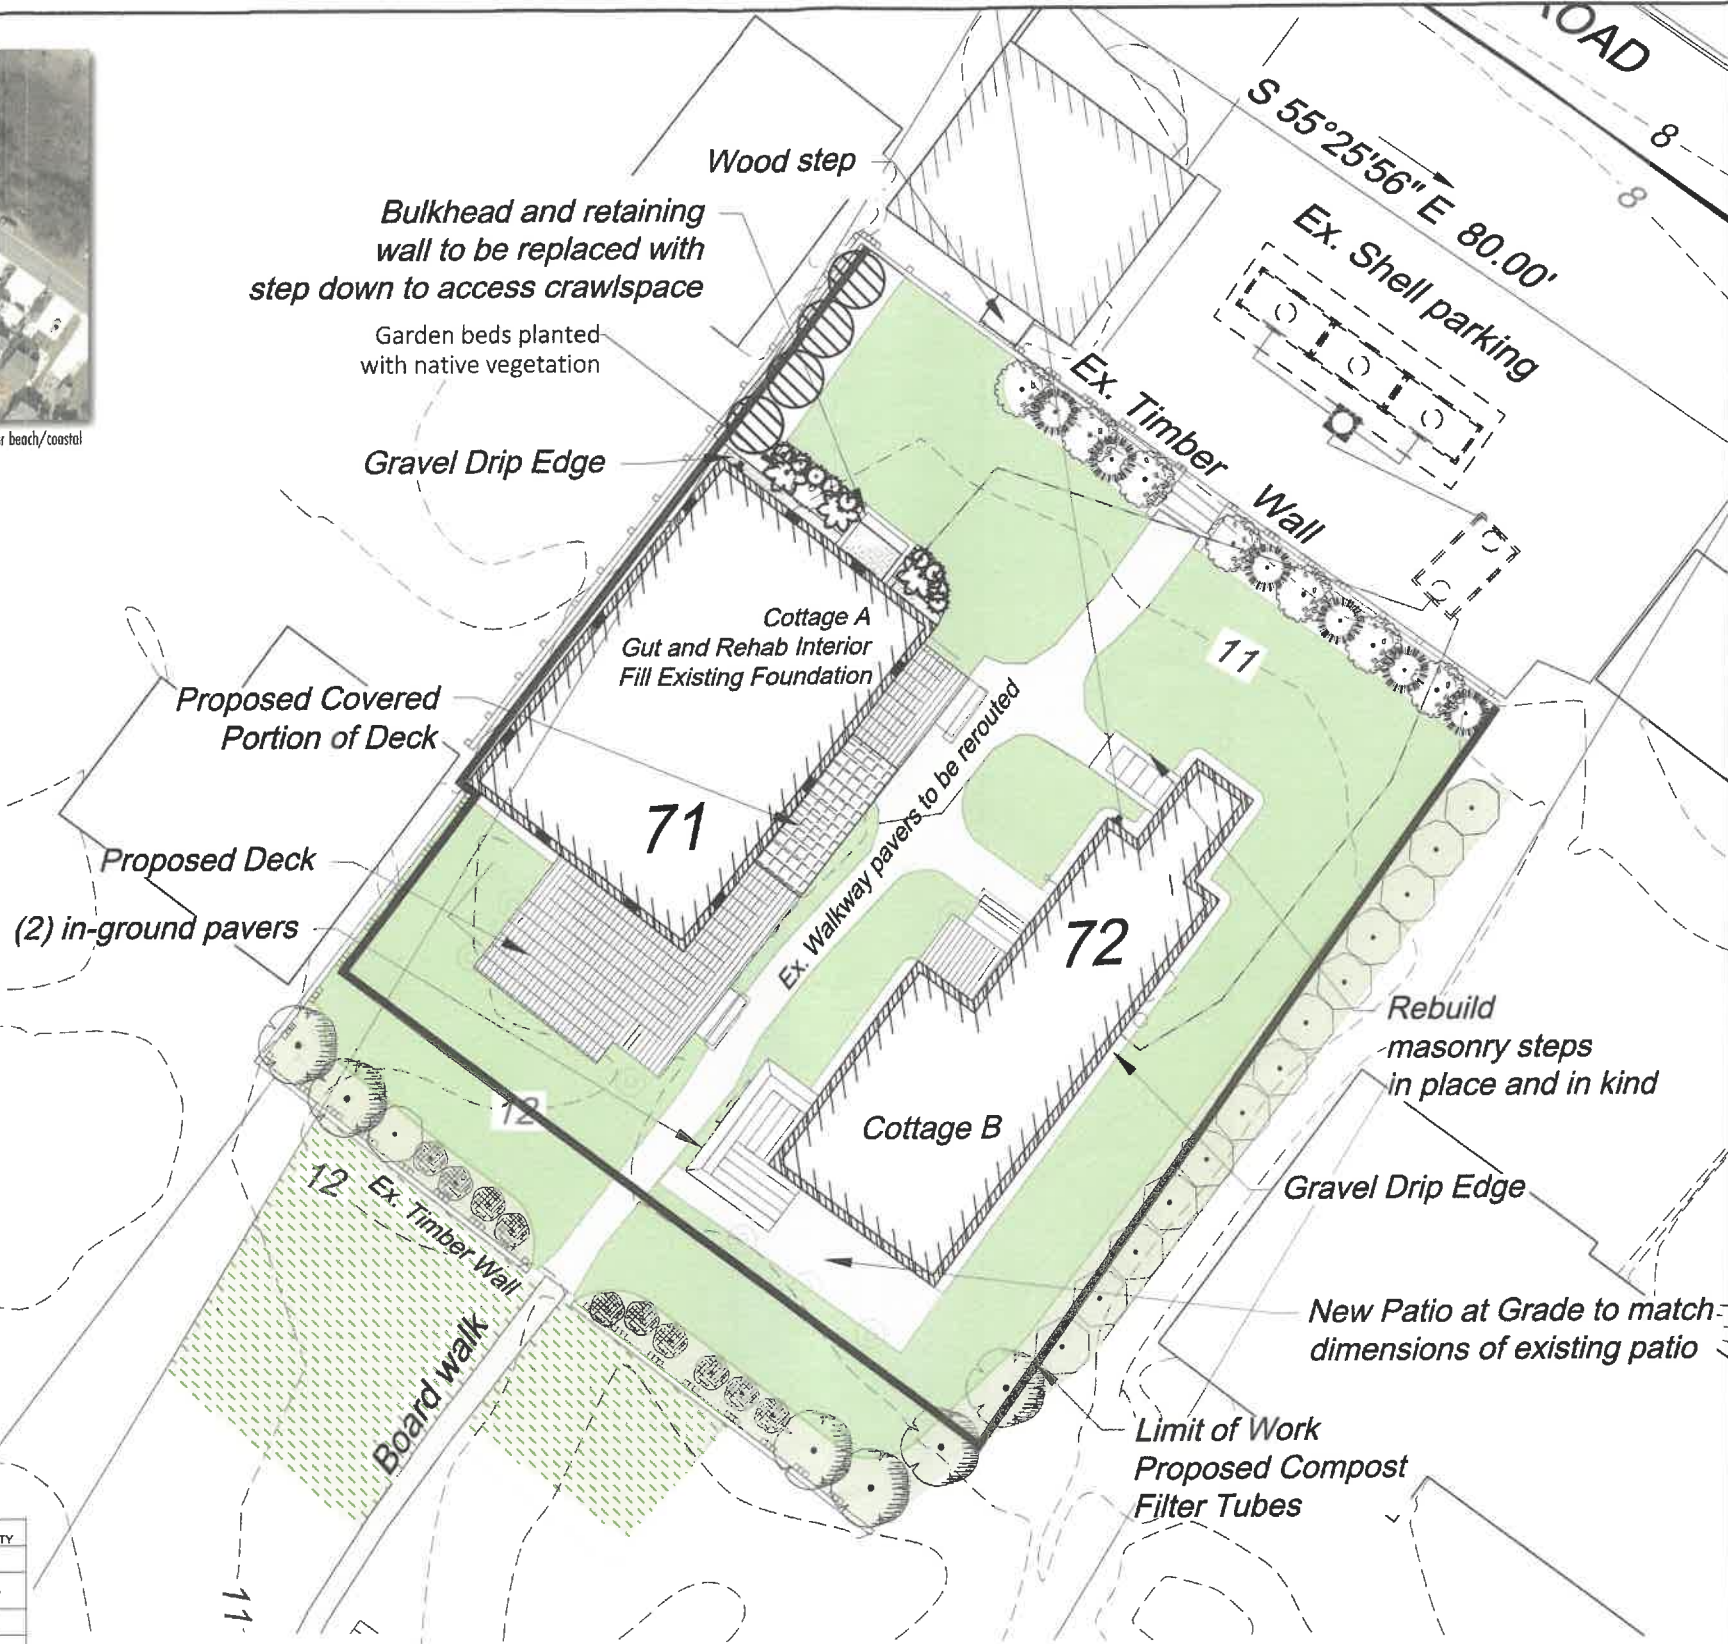 ROAD
8
8
S 55°25'56" E 80.00'
Ex. Shell parking
Wood step
Bulkhead and retaining
wall to be replaced with
step down to access crawlspace
Garden beds planted
with native vegetation
Gravel Drip Edge
Ex. Timber Wall
beach/coastal
Cottage A
Gut and Rehab Interior
Fill Existing Foundation
11
Proposed Covered
Portion of Deck
71
Ex. Walkway pavers to be rerouted
Proposed Deck
(2) in-ground pavers
72
Rebuild
masonry steps
in place and in kind
12
Cottage B
12
Ex. Timber Wall
Gravel Drip Edge
New Patio at Grade to match
dimensions of existing patio
Board walk
Limit of Work
Proposed Compost
Filter Tubes
TY
11